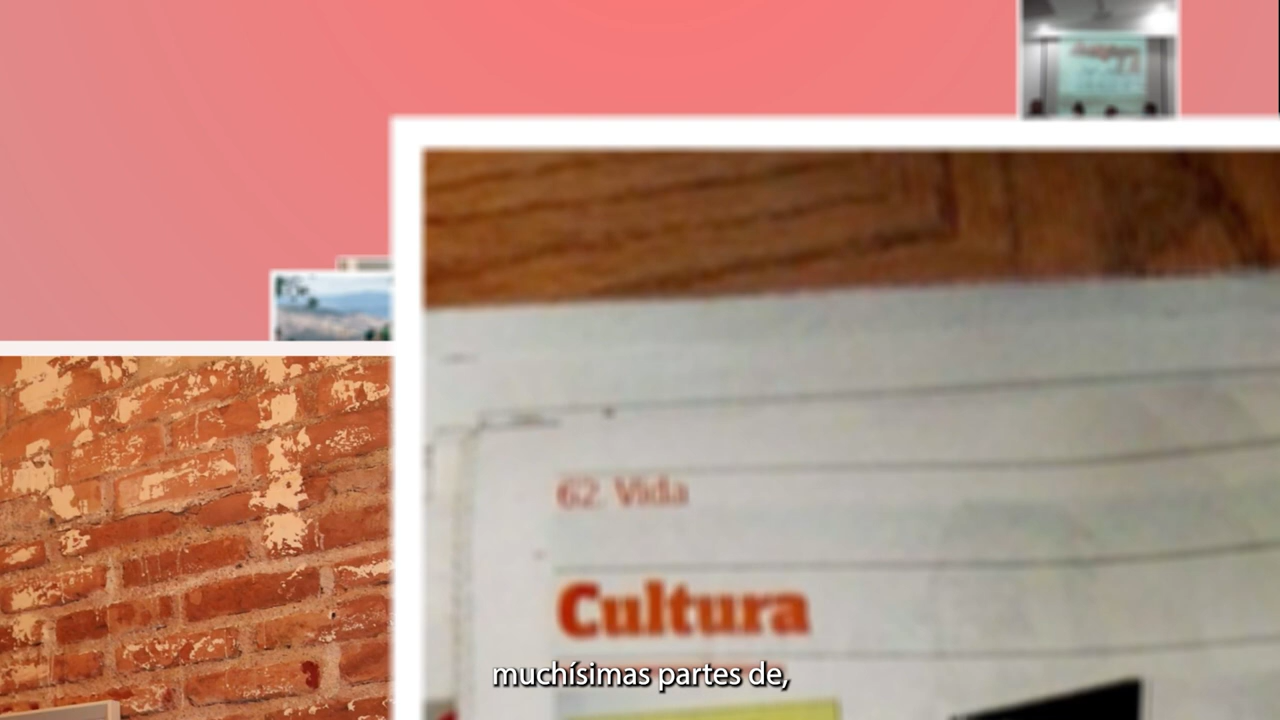 62. Vida
Cultura
muchísimas partes de,